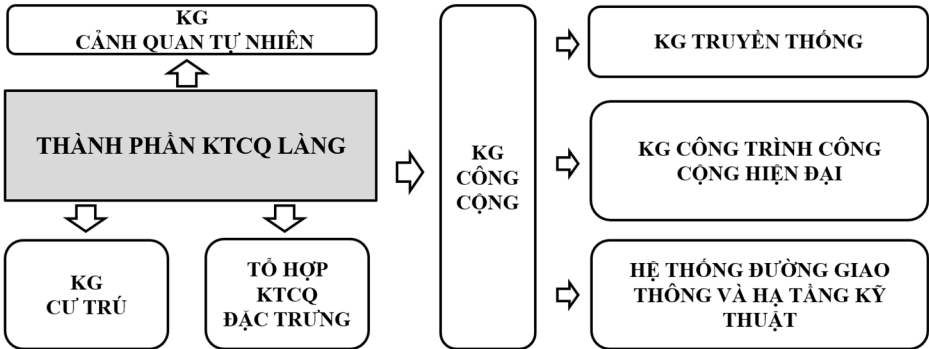 KG
CẢNH QUAN TỰ NHIÊN
THÀNH PHẦN KTCQ LÀNG
KG
CƯ TRÚ
TỔ HỢP
KTCQ
ĐẶC TRƯNG
KG
CÔNG
CỘNG
KG TRUYỀN THỐNG
KG CÔNG TRÌNH CÔNG
CỘNG HIỆN ĐẠI
HỆ THỐNG ĐƯỜNG GIAO
THÔNG VÀ HẠ TẦNG KỸ
THUẬT